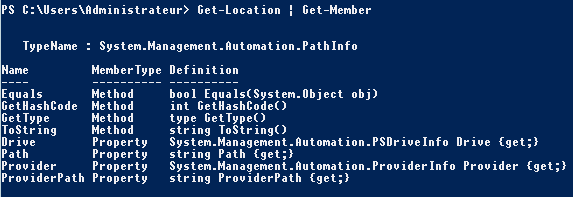 PS C:\Users\Administrateur> Get-Location | Get-Member
TypeName : System.Management.Automation.PathInfo
Name MemberType Definition
---- ---------- ----------
Equals Method bool Equals(System.Object obj)
GetHashCode Method int GetHashCode()
GetType Method type GetType()
ToString Method string ToString()
Drive Property System.Management.Automation.PSDriveInfo Drive {get;}
Path Property string Path {get;}
Provider Property System.Management.Automation.ProviderInfo Provider {get;}
ProviderPath Property string ProviderPath {get;}